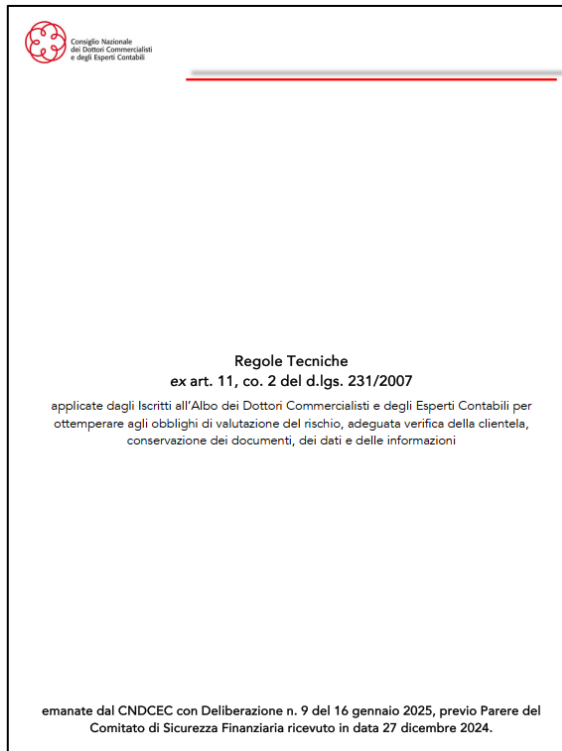 Consiglio Nazionale
dei Dottori Commercialisti
e degli Esperti Contabili
Regole Tecniche
ex art. 11, co. 2 del d.lgs. 231/2007
applicate dagli Iscritti all'Albo dei Dottori Commercialisti e degli Esperti Contabili per
ottemperare agli obblighi di valutazione del rischio, adeguata verifica della clientela,
conservazione dei documenti, dei dati e delle informazioni
emanate dal CNDCEC con Deliberazione n. 9 del 16 gennaio 2025, previo Parere del
Comitato di Sicurezza Finanziaria ricevuto in data 27 dicembre 2024.